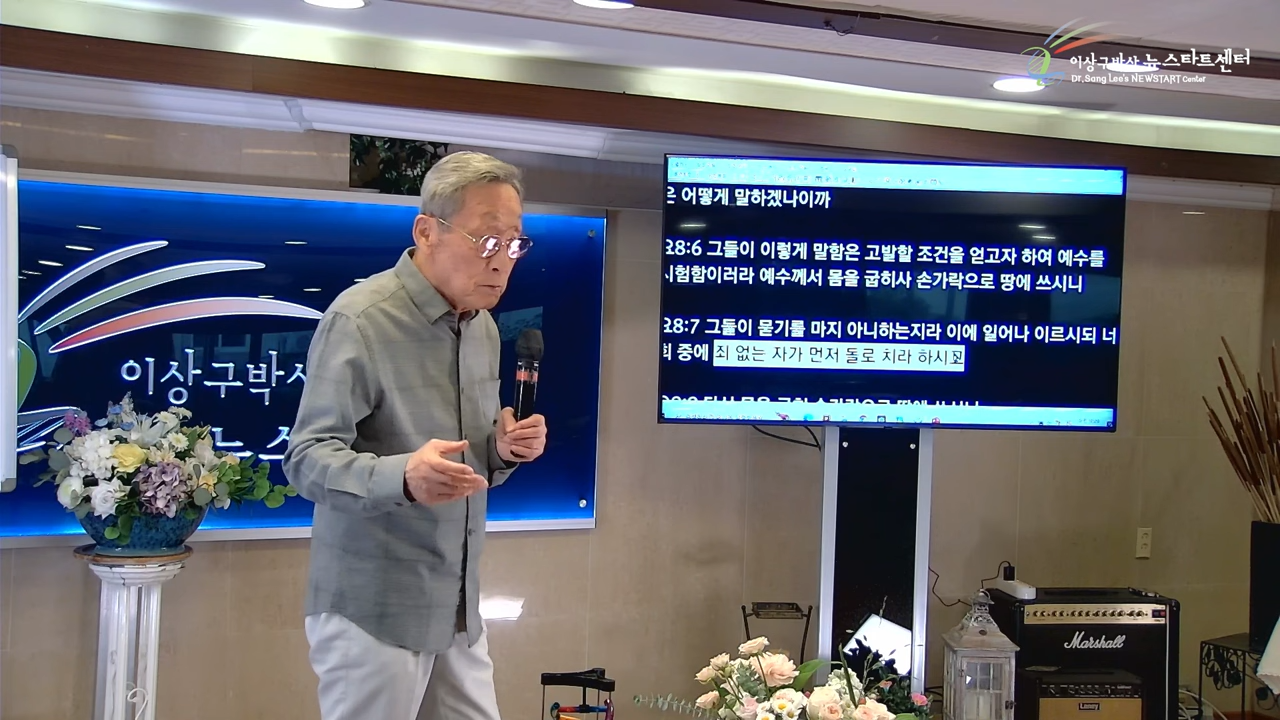 이상구박사 뉴스타트센터
Dr. Sang Lee's NEWSTART Center
은 어떻게 말하겠나이까
요8:6 그들이 이렇게 말함은 고발할 조건을 얻고자 하여 예수를
시험함이러라 예수께서 몸을 굽히사 손가락으로 땅에 쓰시니
요8:7 그들이 묻기를 마지 아니하는지라 이에 일어나 이르시되 너
희 중에 죄 없는 자가 먼저 돌로 치라 하시고
이상구박사
뉴스
Marshall
Laney